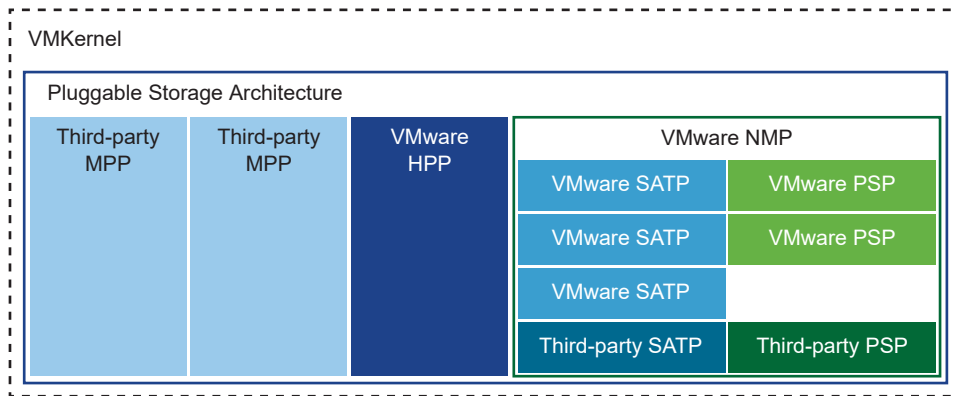 VMKernel
Pluggable Storage Architecture
Third-party
MPP
Third-party
MPP
VMware
HPP
VMware NMP
VMware SATP
VMware PSP
VMware SATP
VMware PSP
VMware SATP
Third-party SATP
Third-party PSP